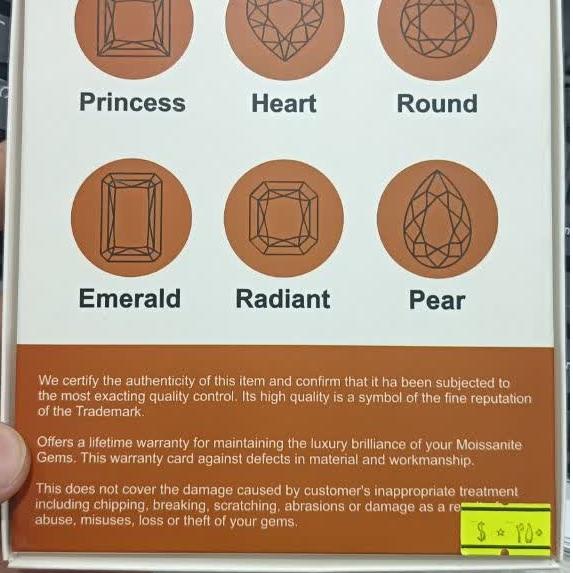 Princess Heart Round
Emerald Radiant Pear
We certify the authenticity of this item and confirm that it ha been subjected to
the most exacting quality control. Its high quality is a symbol of the fine reputation
of the Trademark.
Offers a lifetime warranty for maintaining the luxury brilliance of your Moissanite
Gems. This warranty card against defects in material and workmanship.
This does not cover the damage caused by customer's inappropriate treatment
including chipping, breaking, scratching, abrasions or damage as a
abuse, misuses, loss or theft of your gems.
$ ☆ ۲۵۰